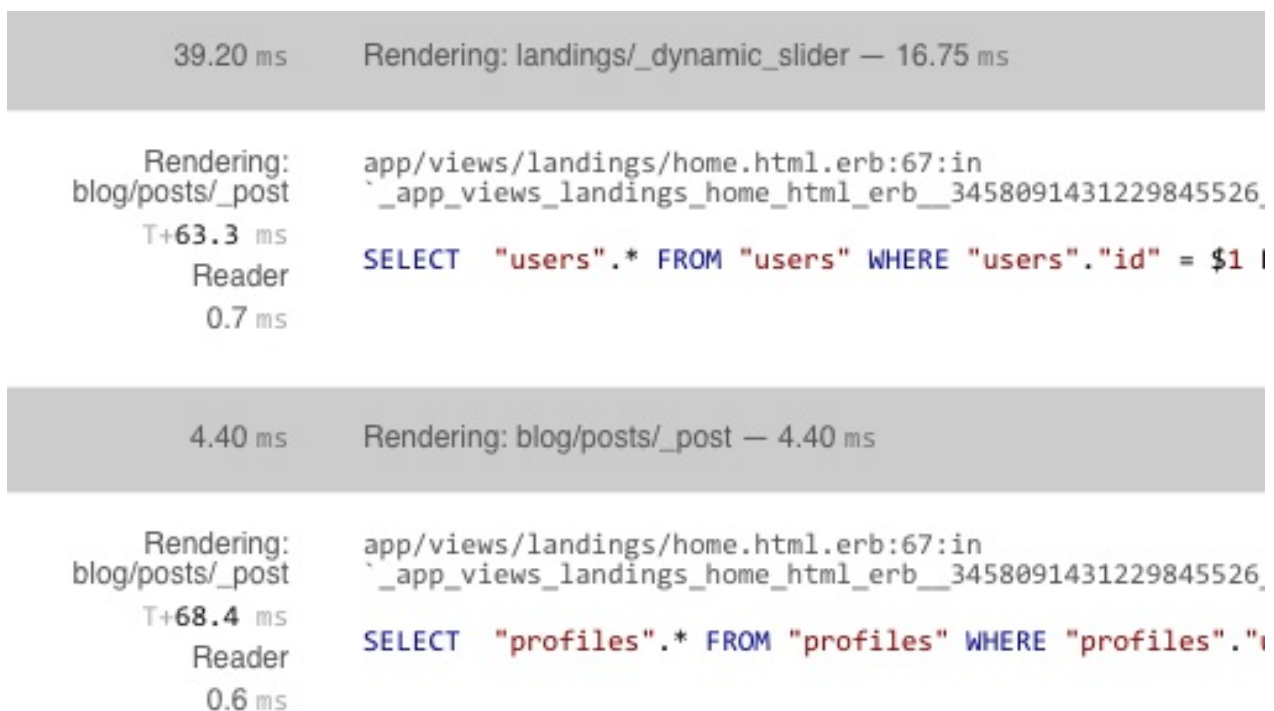 39.20 ms Rendering: landings/_dynamic_slider — 16.75 ms
Rendering: app/views/landings/home.html.erb:67:in
blog/posts/_post `_app_views_landings_home_html_erb__3458091431229845526_
T+63.3 ms
SELECT "users".* FROM "users" WHERE "users"."id" = $1
Reader
0.7 ms
4.40 ms Rendering: blog/posts/_post — 4.40 ms
Rendering: app/views/landings/home.html.erb:67:in
blog/posts/_post `_app_views_landings_home_html_erb__3458091431229845526_
T+68.4 ms
SELECT "profiles".* FROM "profiles" WHERE "profiles"."
Reader
0.6 ms